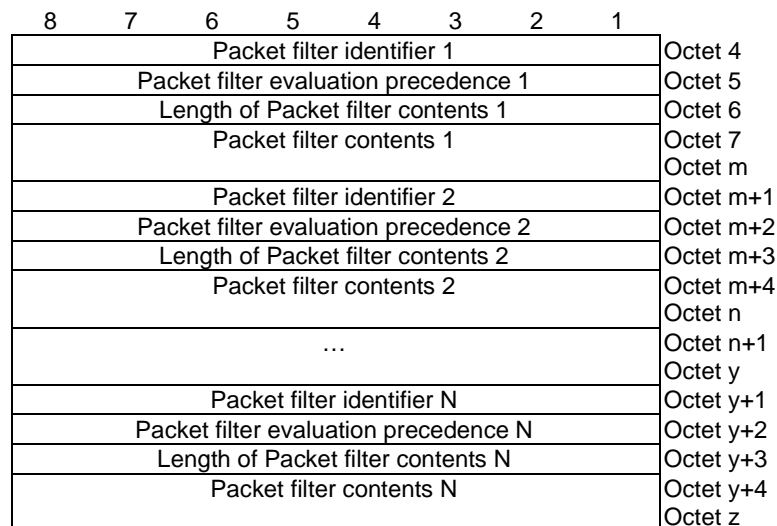 8 7 6 5 4 3 2 1
Packet filter identifier 1 Octet 4
Packet filter evaluation precedence 1 Octet 5
Length of Packet filter contents 1 Octet 6
Packet filter contents 1 Octet 7
Octet m
Packet filter identifier 2 Octet m+1
Packet filter evaluation precedence 2 Octet m+2
Length of Packet filter contents 2 Octet m+3
Packet filter contents 2 Octet m+4
Octet n
… Octet n+1
Octet y
Packet filter identifier N Octet y+1
Packet filter evaluation precedence N Octet y+2
Length of Packet filter contents N Octet y+3
Packet filter contents N Octet y+4
Octet z